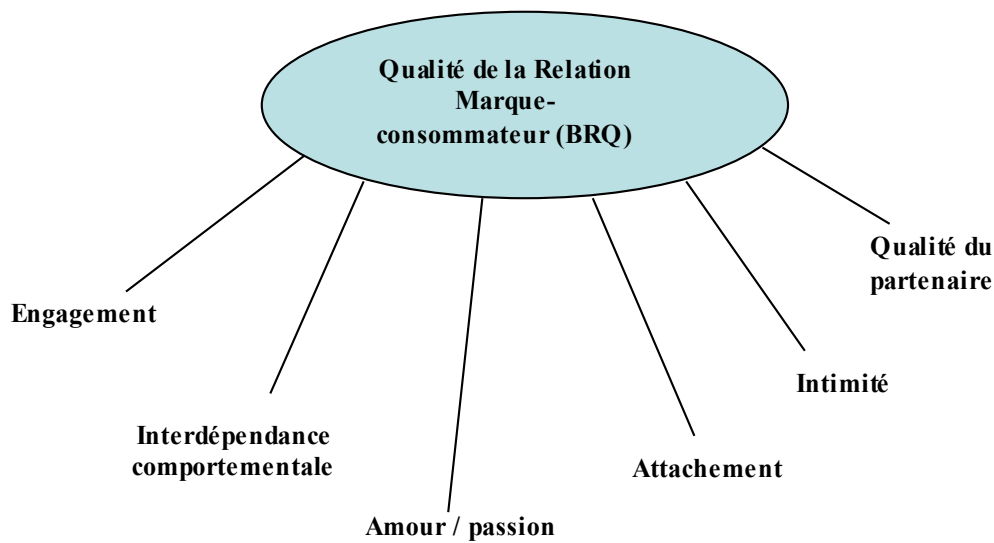 Qualité de la Relation
Marque-
consommateur (BRQ)
Qualité du
partenaire
Engagement
Intimité
Interdépendance
comportementale
Attachement
Amour / passion